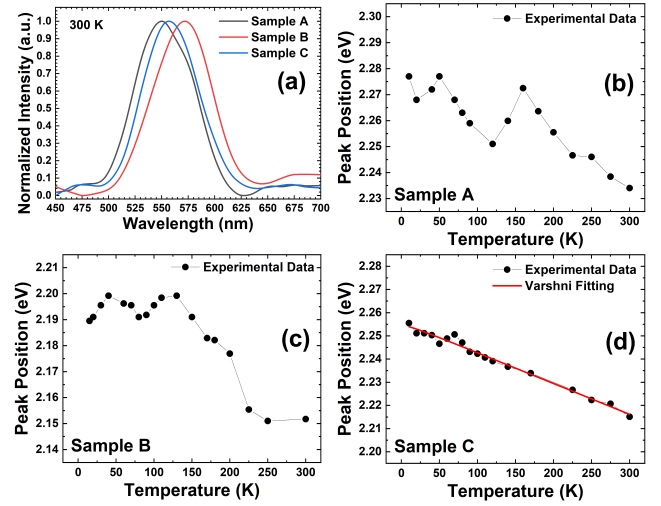 300 K
Sample A
Sample B
Sample C
(a)
1.0
0.9
0.8
0.7
0.6
0.5
0.4
0.3
0.2
0.1
0.0
450 475 500 525 550 575 600 625 650 675 700
Normalized Intensity (a.u.)
Wavelength (nm)
Experimental Data
(b)
2.30
2.29
2.28
2.27
2.26
2.25
2.24
2.23
0 50 100 150 200 250 300
Peak Position (eV)
Sample A
Temperature (K)
Experimental Data
(c)
2.21
2.20
2.19
2.18
2.17
2.16
2.15
2.14
0 50 100 150 200 250 300
Peak Position (eV)
Sample B
Temperature (K)
Experimental Data
Varshni Fitting
(d)
2.28
2.27
2.26
2.25
2.24
2.23
2.22
2.21
2.20
0 50 100 150 200 250 300
Peak Position (eV)
Sample C
Temperature (K)